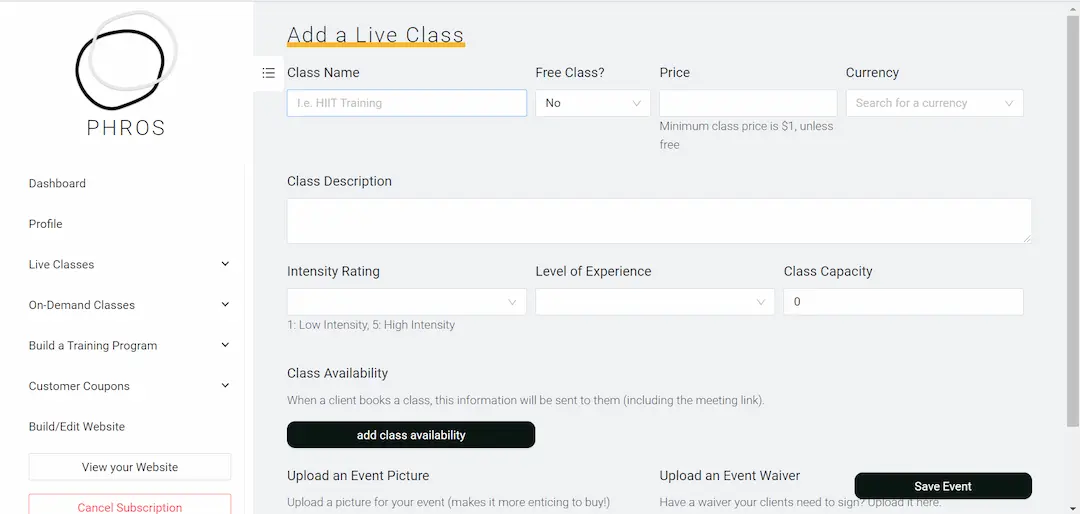 PHROS
Dashboard
Profile
Live Classes
On-Demand Classes
Build a Training Program
Customer Coupons
Build/Edit Website
View your Website
Cancel Subscription
Add a Live Class
Class Name
Free Class?
Price
Currency
I.e. HIIT Training
No
Search for a currency
Minimum class price is $1, unless
free
Class Description
Intensity Rating
Level of Experience
Class Capacity
0
1: Low Intensity, 5: High Intensity
Class Availability
When a client books a class, this information will be sent to them (including the meeting link).
add class availability
Upload an Event Picture
Upload a picture for your event (makes it more enticing to buy!)
Upload an Event Waiver
Have a waiver your clients need to sign? Upload it here.
Save Event